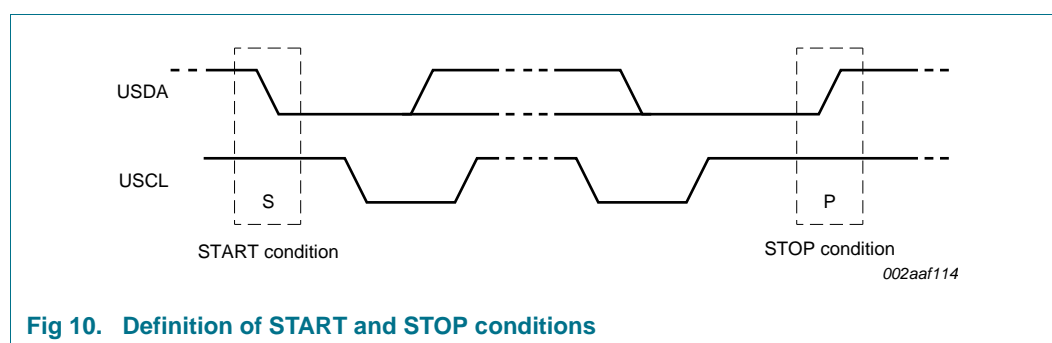 USDA
USCL
S
P
START condition
STOP condition
002aaf114
Fig 10. Definition of START and STOP conditions